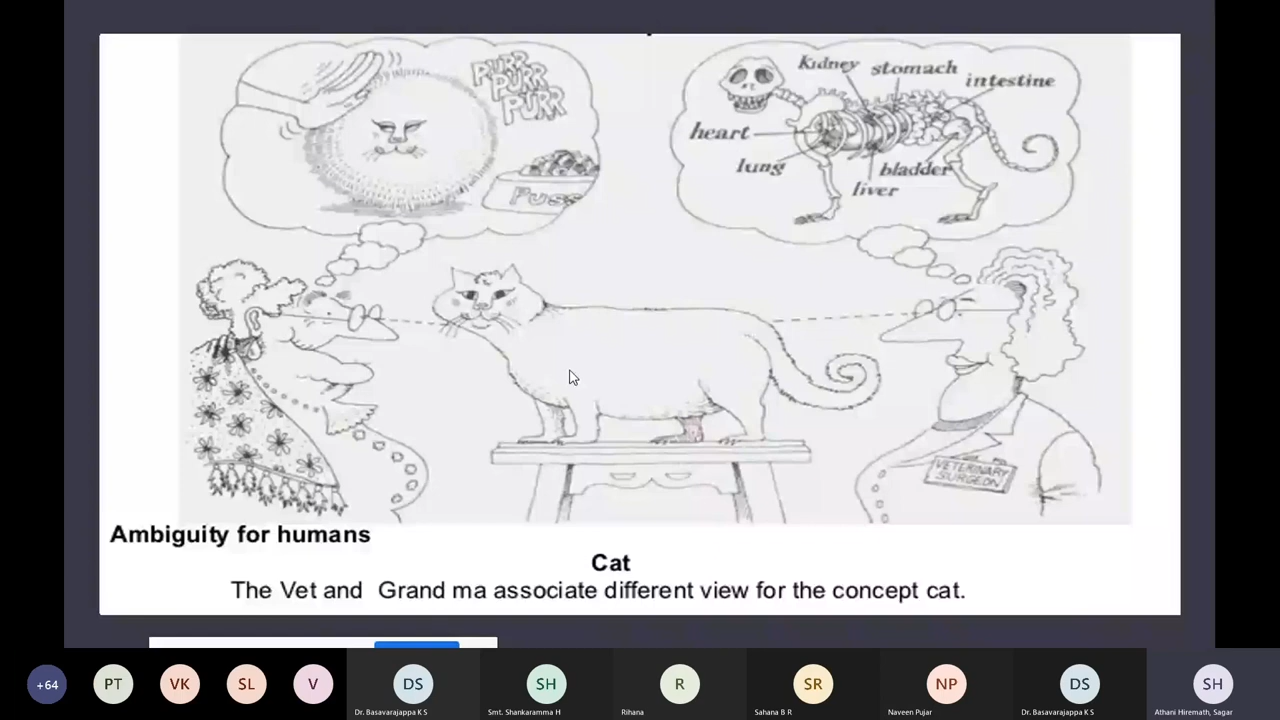 PURR
PURR
PURR
Puss
Kidney
stomach
intestine
heart
lung
bladder
liver
VETERINARY
SURGEON
Ambiguity for humans
Cat
The Vet and Grand ma associate different view for the concept cat.
+64
PT
VK
SL
V
DS
SH
R
SR
NP
DS
SH
Dr. Basavarajappa K S
Smt. Shankaramma H
Rihana
Sahana B R
Naveen Pujar
Dr. Basavarajappa K S
Athani Hiremath, Sagar